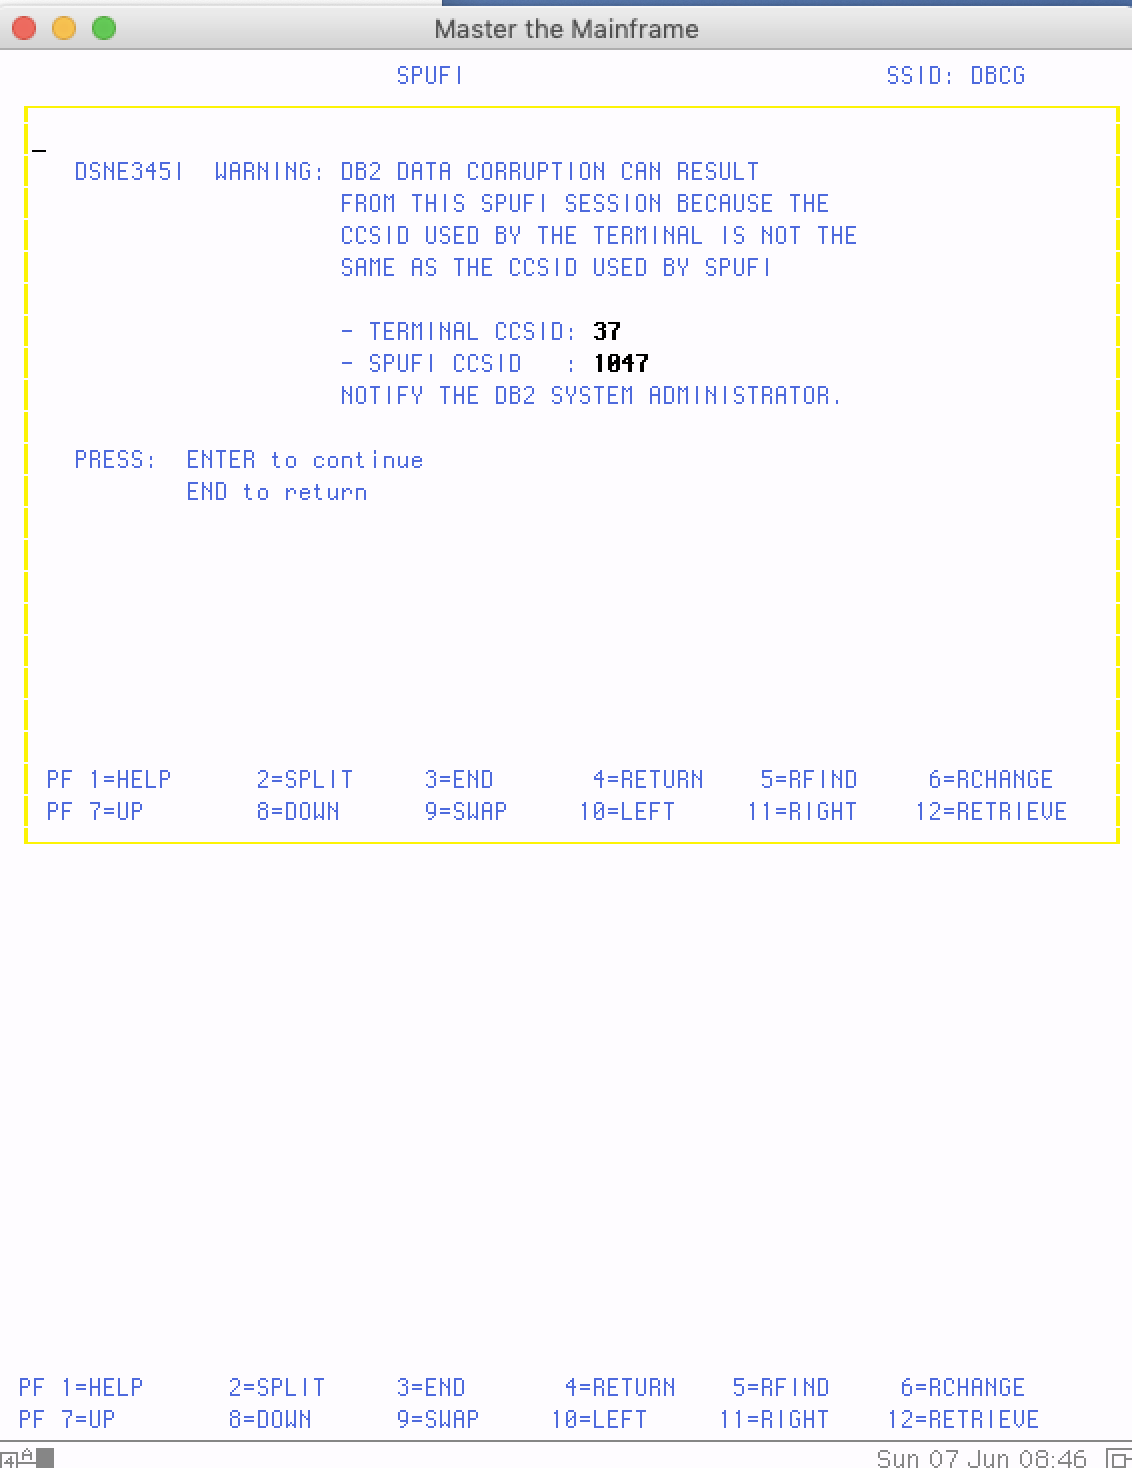 Master the Mainframe
SPUFI SSID: DBCG
DSNE345I WARNING: DB2 DATA CORRUPTION CAN RESULT
FROM THIS SPUFI SESSION BECAUSE THE
CCSID USED BY THE TERMINAL IS NOT THE
SAME AS THE CCSID USED BY SPUFI
- TERMINAL CCSID: 37
- SPUFI CCSID : 1047
NOTIFY THE DB2 SYSTEM ADMINISTRATOR.
PRESS: ENTER to continue
END to return
PF 1=HELP 2=SPLIT 3=END 4=RETURN 5=RFIND 6=RCHANGE
PF 7=UP 8=DOWN 9=SWAP 10=LEFT 11=RIGHT 12=RETRIEVE
PF 1=HELP 2=SPLIT 3=END 4=RETURN 5=RFIND 6=RCHANGE
PF 7=UP 8=DOWN 9=SWAP 10=LEFT 11=RIGHT 12=RETRIEVE
4 A Sun 07 Jun 08:46